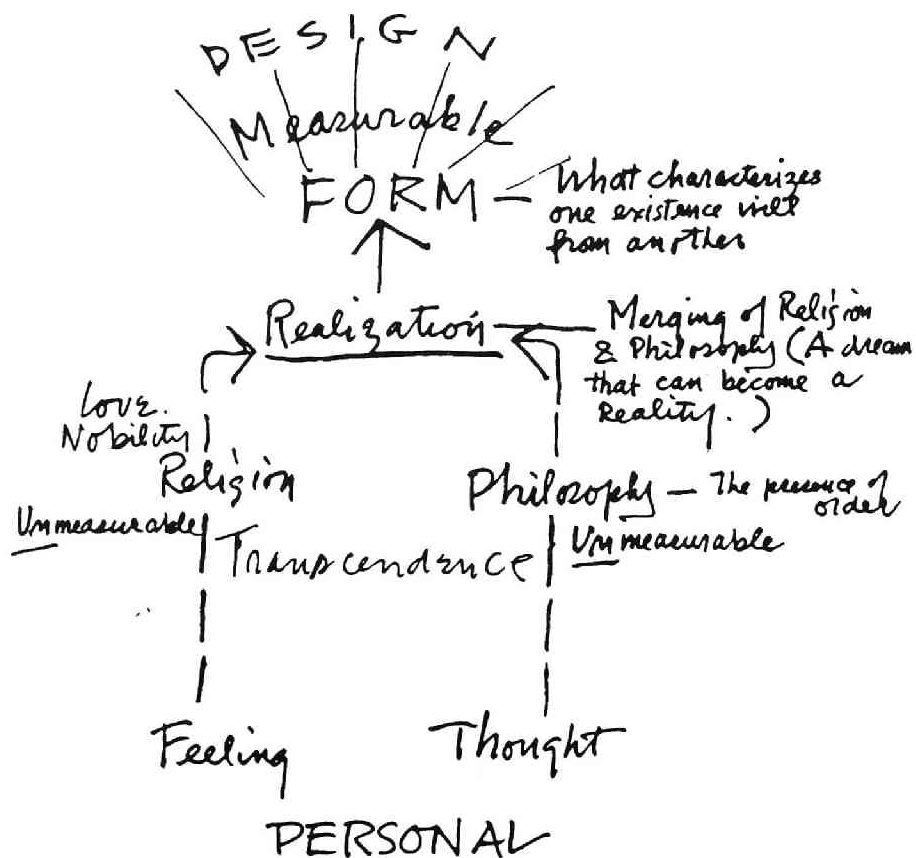 DESIGN
Measurable
FORM — What characterizes
one existence will
from another
Realization — Merging of Religion
& Philosophy (A dream
that can become a
Reality.)
Love.
Nobility
Religion
Philosophy — The presence of
order
Unmeasurable
Transcendence
Unmeasurable
Feeling
Thought
PERSONAL